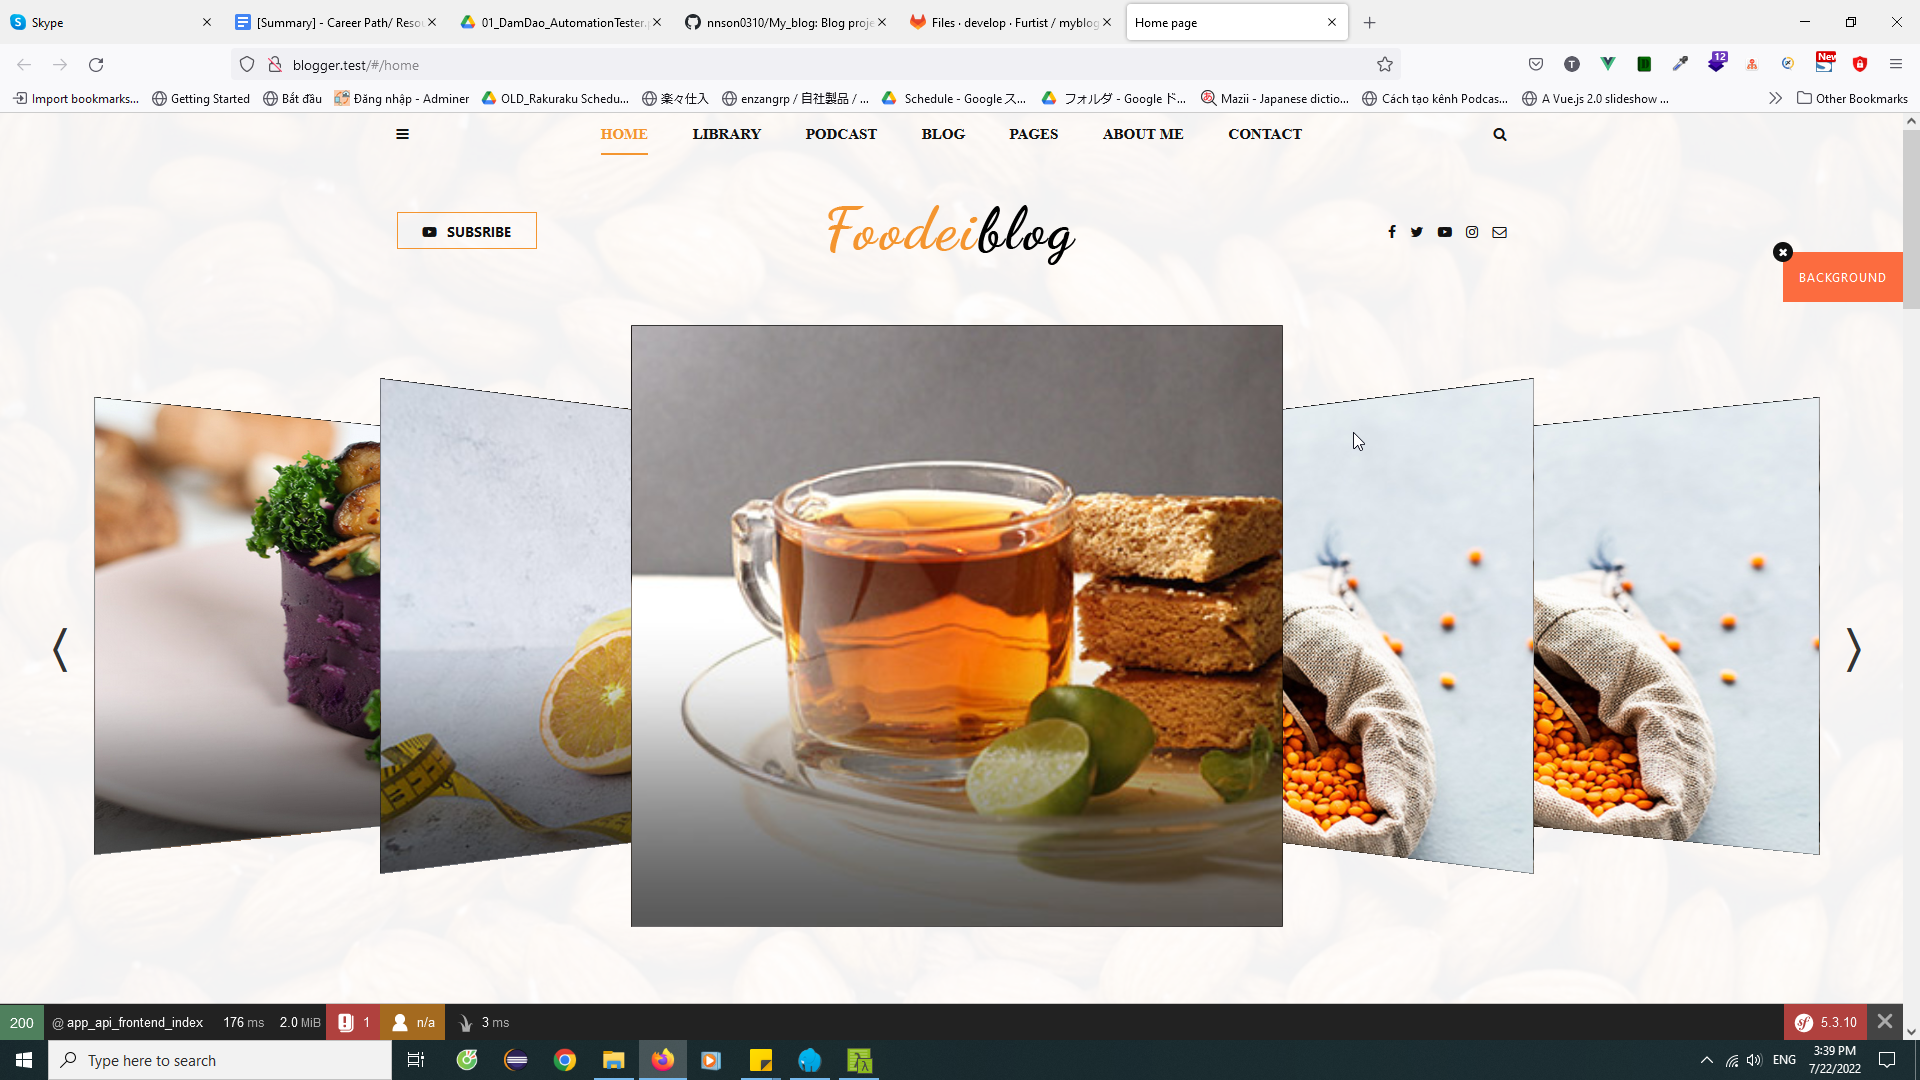 Skype
[Summary] - Career Path/ Reso
01_DamDao_AutomationTester.p
nnson0310/My_blog: Blog proje
Files · develop · Furtist / myblog
Home page
blogger.test/#/home
12
New
Import bookmarks...
Getting Started
Bắt đầu
Đăng nhập - Adminer
OLD_Rakuraku Schedu...
楽々仕入
enzangrp / 自社製品 / ...
Schedule - Google ス...
フォルダ - Google ド...
Mazii - Japanese dictio...
Cách tạo kênh Podcas...
A Vue.js 2.0 slideshow ...
Other Bookmarks
HOME
LIBRARY
PODCAST
BLOG
PAGES
ABOUT ME
CONTACT
SUBSRIBE
Foodeiblog
BACKGROUND
200
@ app_api_frontend_index
176 ms
2.0 MiB
1
n/a
3 ms
5.3.10
Type here to search
ENG
3:39 PM
7/22/2022